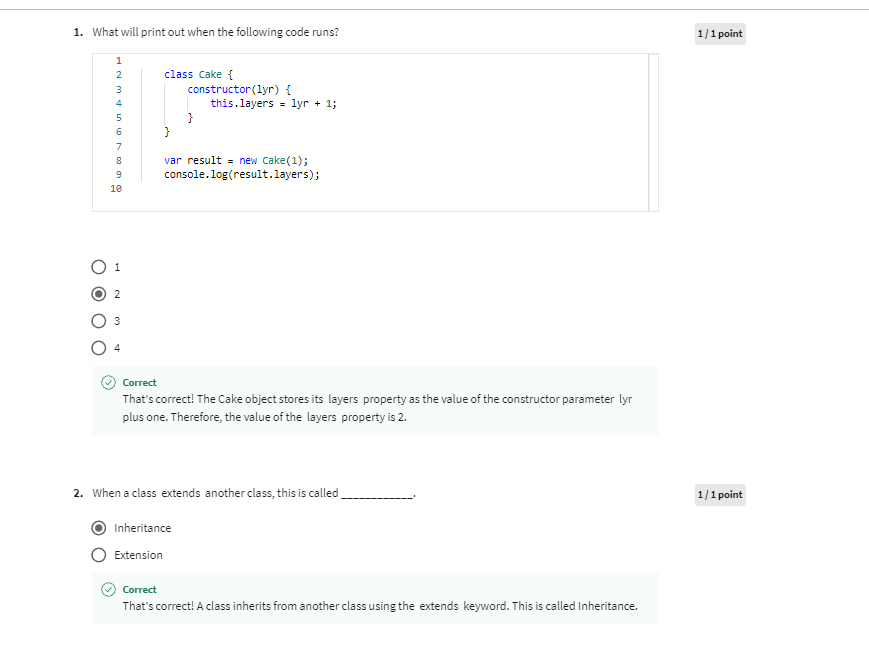 1. What will print out when the following code runs?
1/1 point
1
2 class Cake {
3 constructor(lyr) {
4 this.layers = lyr + 1;
5 }
6 }
7
8 var result = new Cake(1);
9 console.log(result.layers);
10
1
2
3
4
Correct
That's correct! The Cake object stores its layers property as the value of the constructor parameter lyr
plus one. Therefore, the value of the layers property is 2.
2. When a class extends another class, this is called ____________.
1/1 point
Inheritance
Extension
Correct
That's correct! A class inherits from another class using the extends keyword. This is called Inheritance.